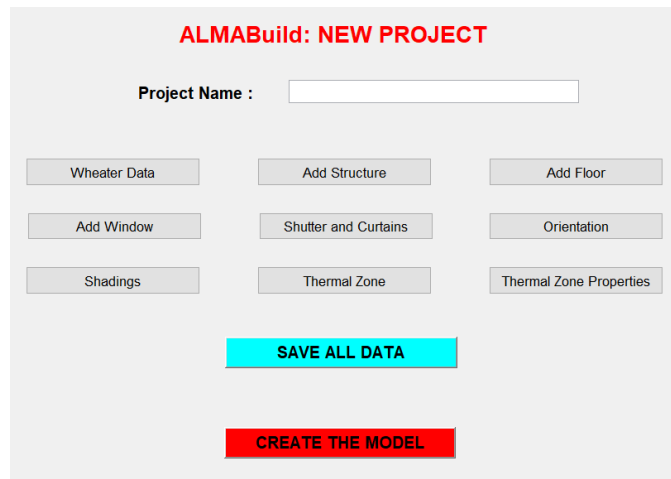 ALMABuild: NEW PROJECT
Project Name :
Wheater Data Add Structure Add Floor
Add Window Shutter and Curtains Orientation
Shadings Thermal Zone Thermal Zone Properties
SAVE ALL DATA
CREATE THE MODEL